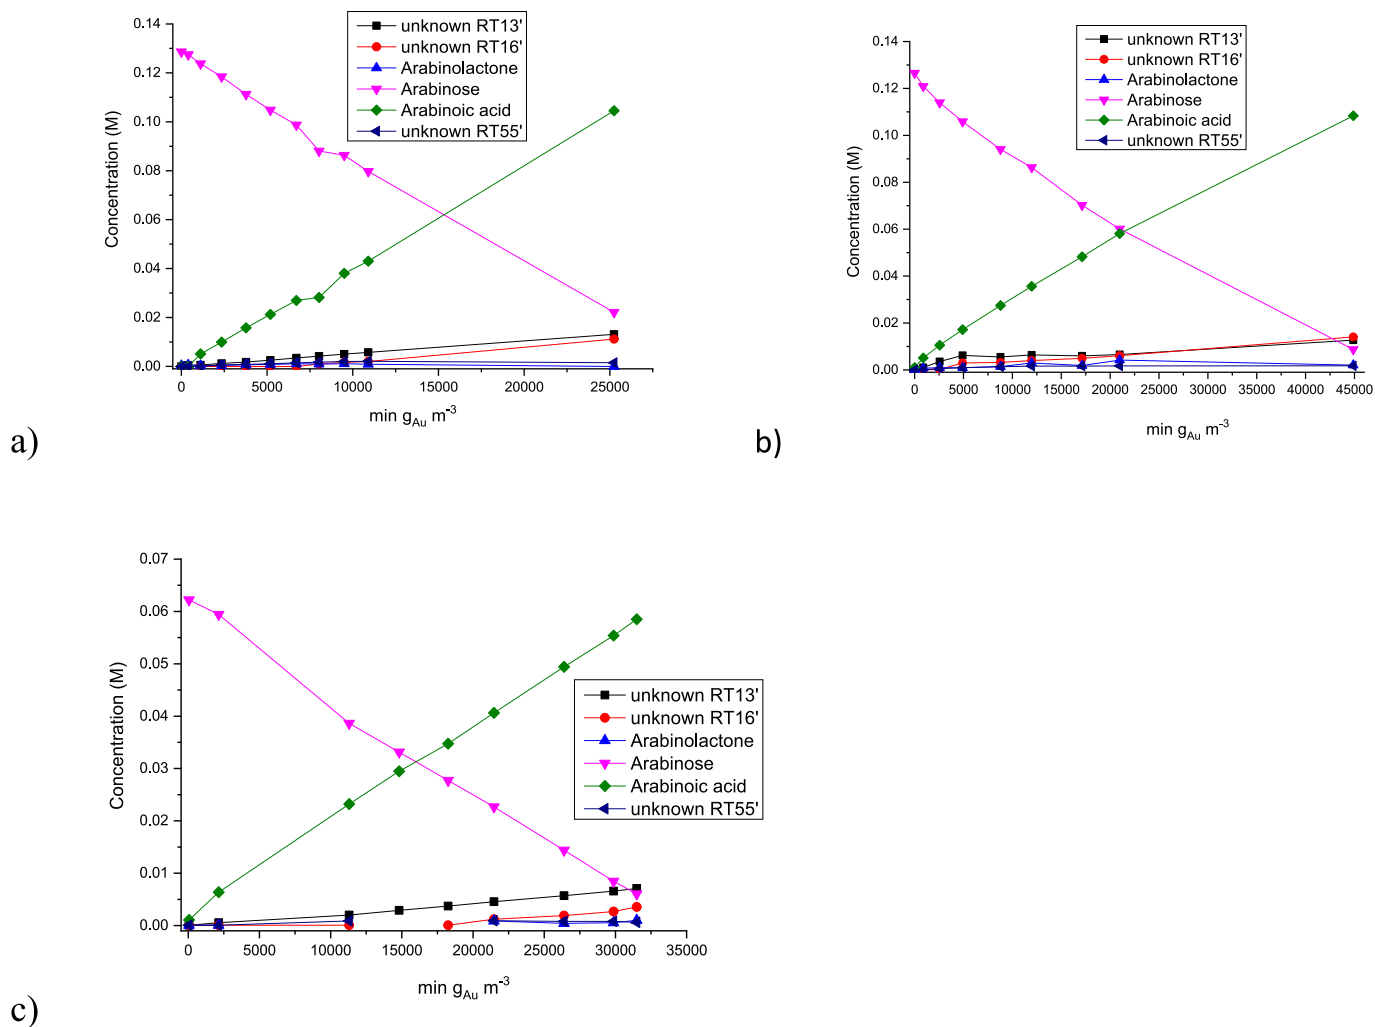 0.14
0.12
0.10
0.08
0.06
0.04
0.02
0.00
Concentration (M)
unknown RT13'
unknown RT16'
Arabinolactone
Arabinose
Arabinoic acid
unknown RT55'
0 5000 10000 15000 20000 25000
min g_Au m⁻³
a)
0.14
0.12
0.10
0.08
0.06
0.04
0.02
0.00
Concentration (M)
unknown RT13'
unknown RT16'
Arabinolactone
Arabinose
Arabinoic acid
unknown RT55'
0 5000 10000 15000 20000 25000 30000 35000 40000 45000
min g_Au m⁻³
b)
0.07
0.06
0.05
0.04
0.03
0.02
0.01
0.00
Concentration (M)
unknown RT13'
unknown RT16'
Arabinolactone
Arabinose
Arabinoic acid
unknown RT55'
0 5000 10000 15000 20000 25000 30000 35000
min g_Au m⁻³
c)